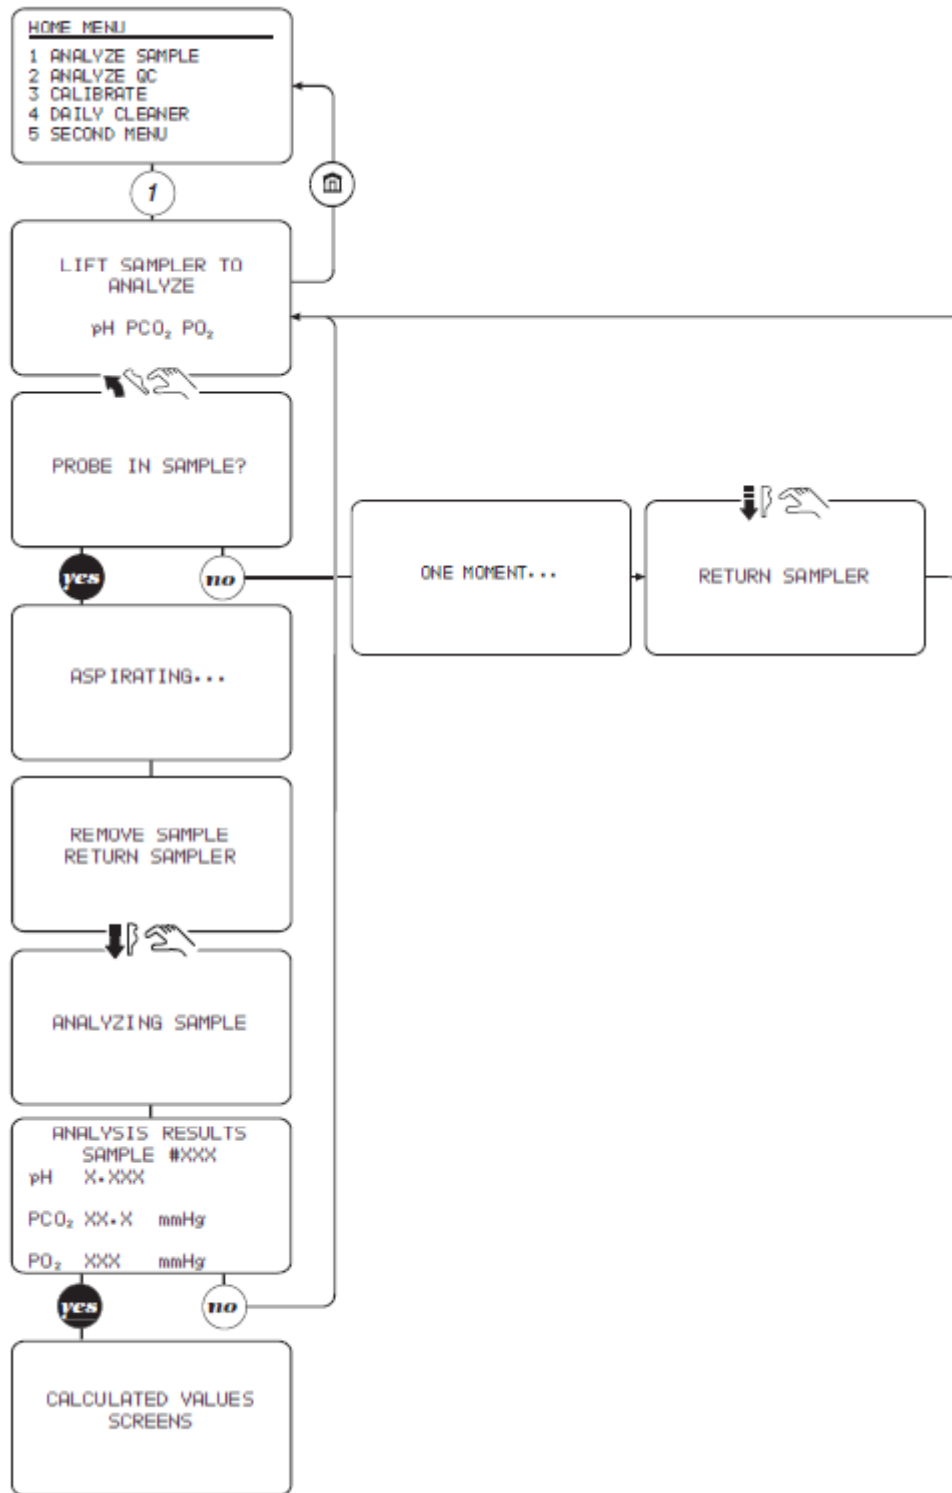 HOME MENU
1 ANALYZE SAMPLE
2 ANALYZE QC
3 CALIBRATE
4 DAILY CLEANER
5 SECOND MENU
1
LIFT SAMPLER TO
ANALYZE
pH PCO₂ PO₂
PROBE IN SAMPLE?
yes
no
ONE MOMENT...
RETURN SAMPLER
ASPIRATING...
REMOVE SAMPLE
RETURN SAMPLER
ANALYZING SAMPLE
ANALYSIS RESULTS
SAMPLE #XXX
pH X.XXX
PCO₂ XX.X mmHg
PO₂ XXX mmHg
yes
no
CALCULATED VALUES
SCREENS